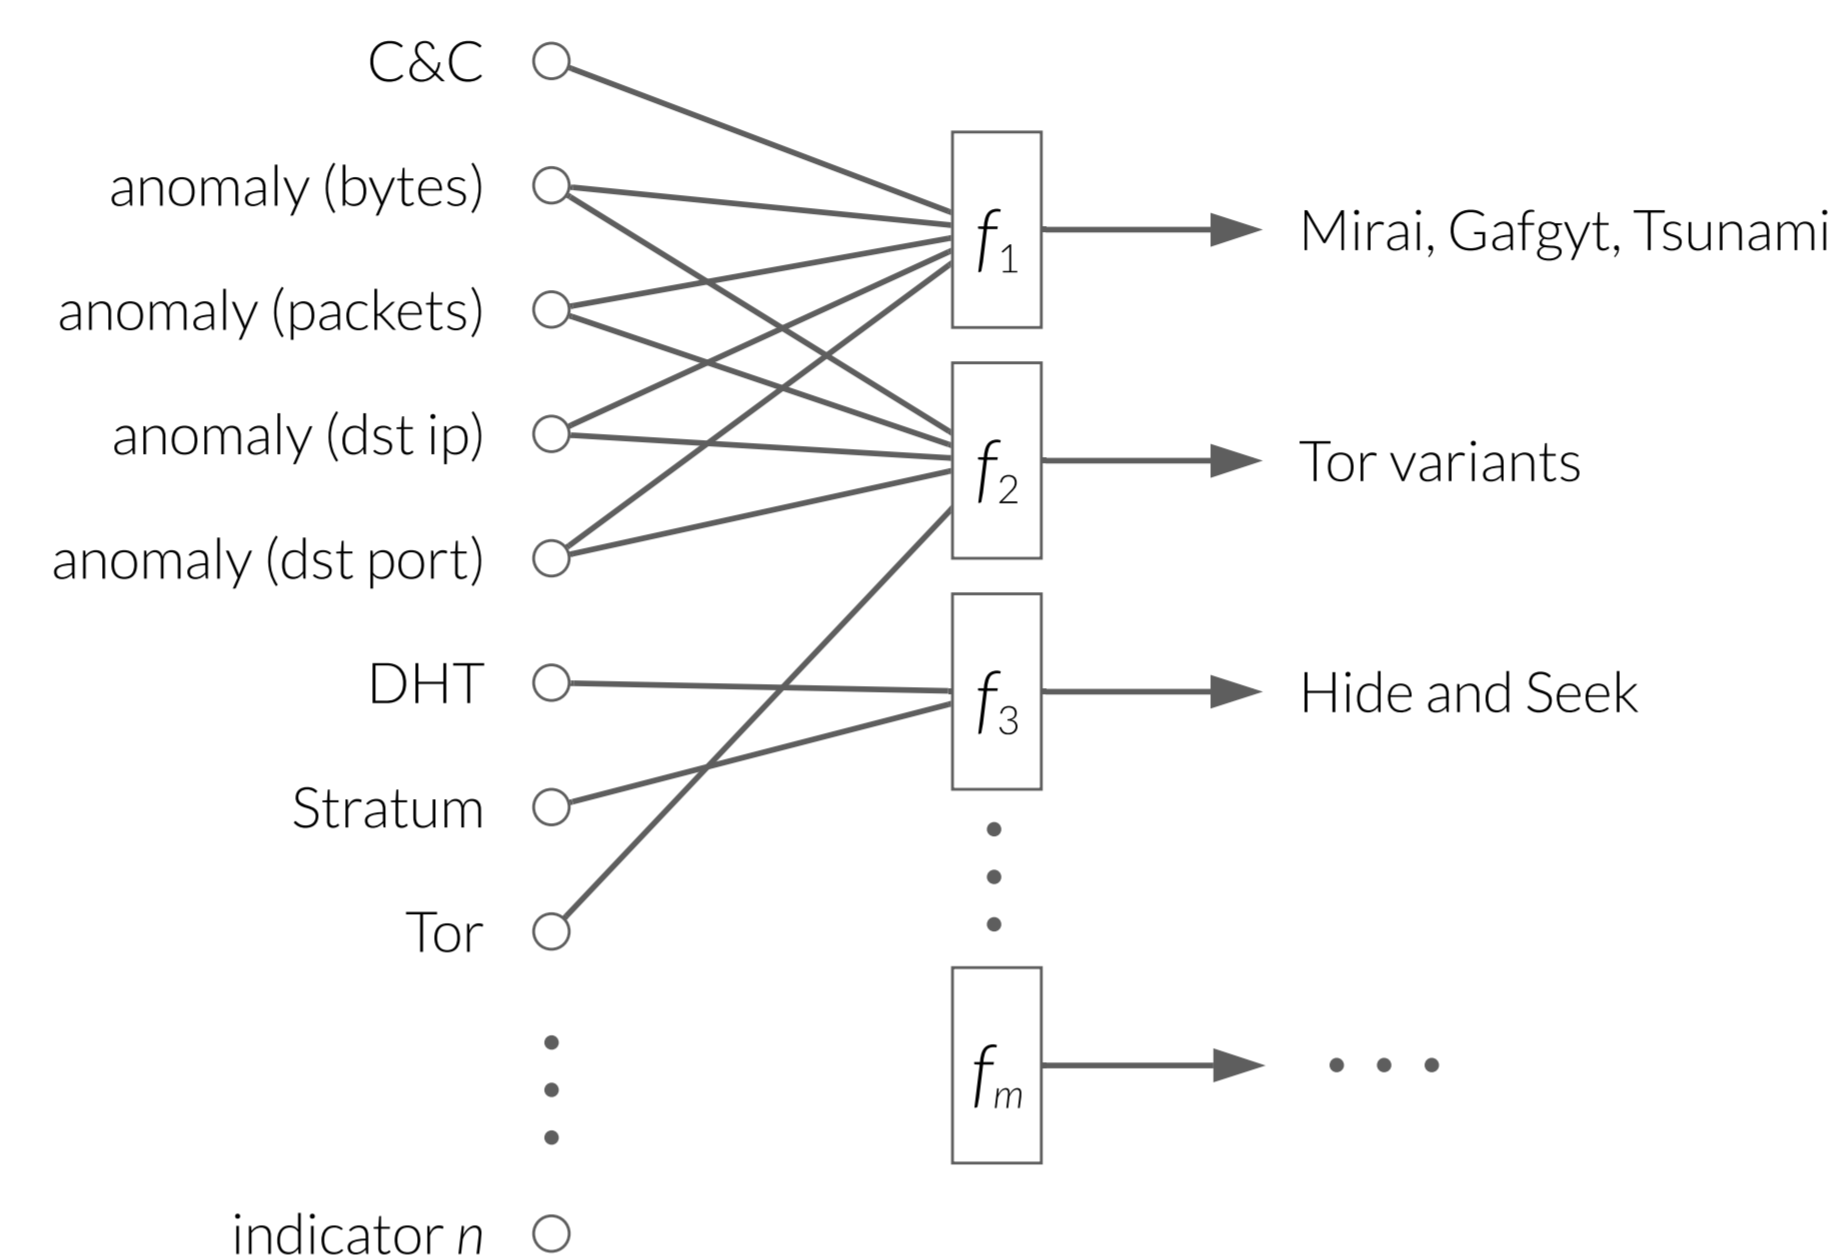 C&C
anomaly (bytes)
anomaly (packets)
anomaly (dst ip)
anomaly (dst port)
DHT
Stratum
Tor
indicator n
f1
f2
f3
fm
Mirai, Gafgyt, Tsunami
Tor variants
Hide and Seek